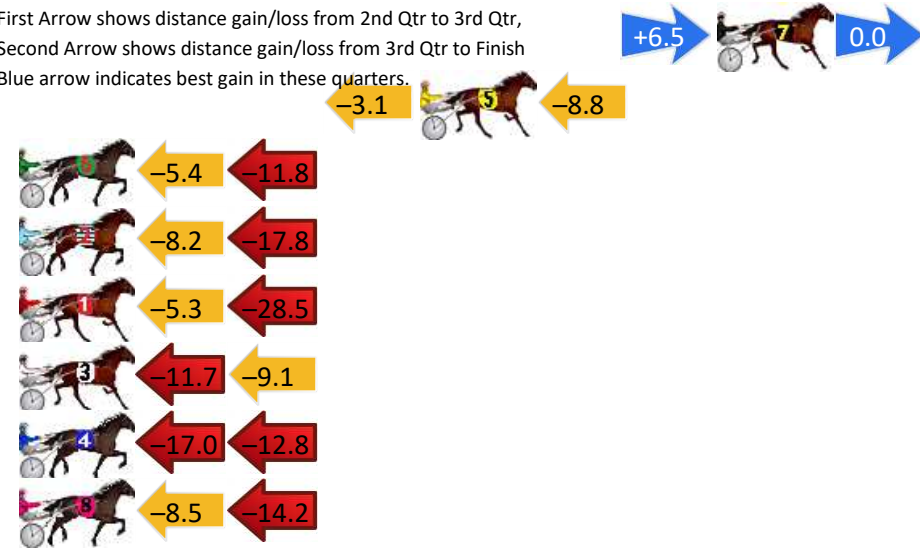 First Arrow shows distance gain/loss from 2nd Qtr to 3rd Qtr,
Second Arrow shows distance gain/loss from 3rd Qtr to Finish
Blue arrow indicates best gain in these quarters.
+6.5 7 0.0
–3.1 5 –8.8
6 –5.4 –11.8
2 –8.2 –17.8
1 –5.3 –28.5
3 –11.7 –9.1
4 –17.0 –12.8
8 –8.5 –14.2